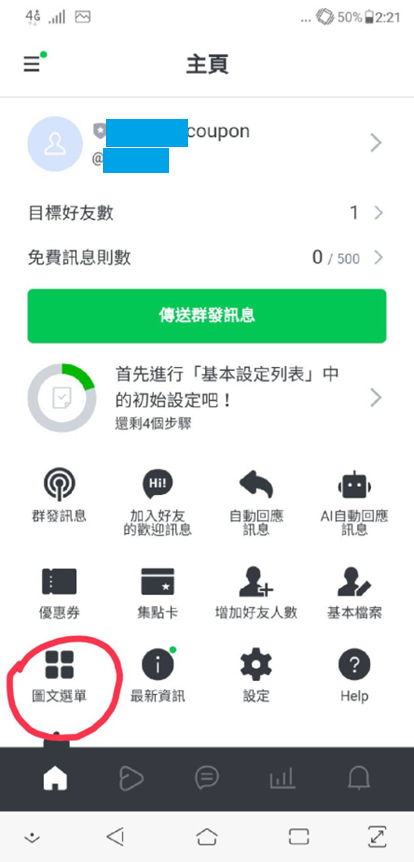 4G
... 50% 2:21
主頁
coupon
@
目標好友數 1
免費訊息則數 0 / 500
傳送群發訊息
首先進行「基本設定列表」中
的初始設定吧！
還剩4個步驟
Hi!
群發訊息 加入好友 自動回應 AI自動回應
的歡迎訊息 訊息 訊息
優惠券 集點卡 增加好友人數 基本檔案
圖文選單 最新資訊 設定 Help